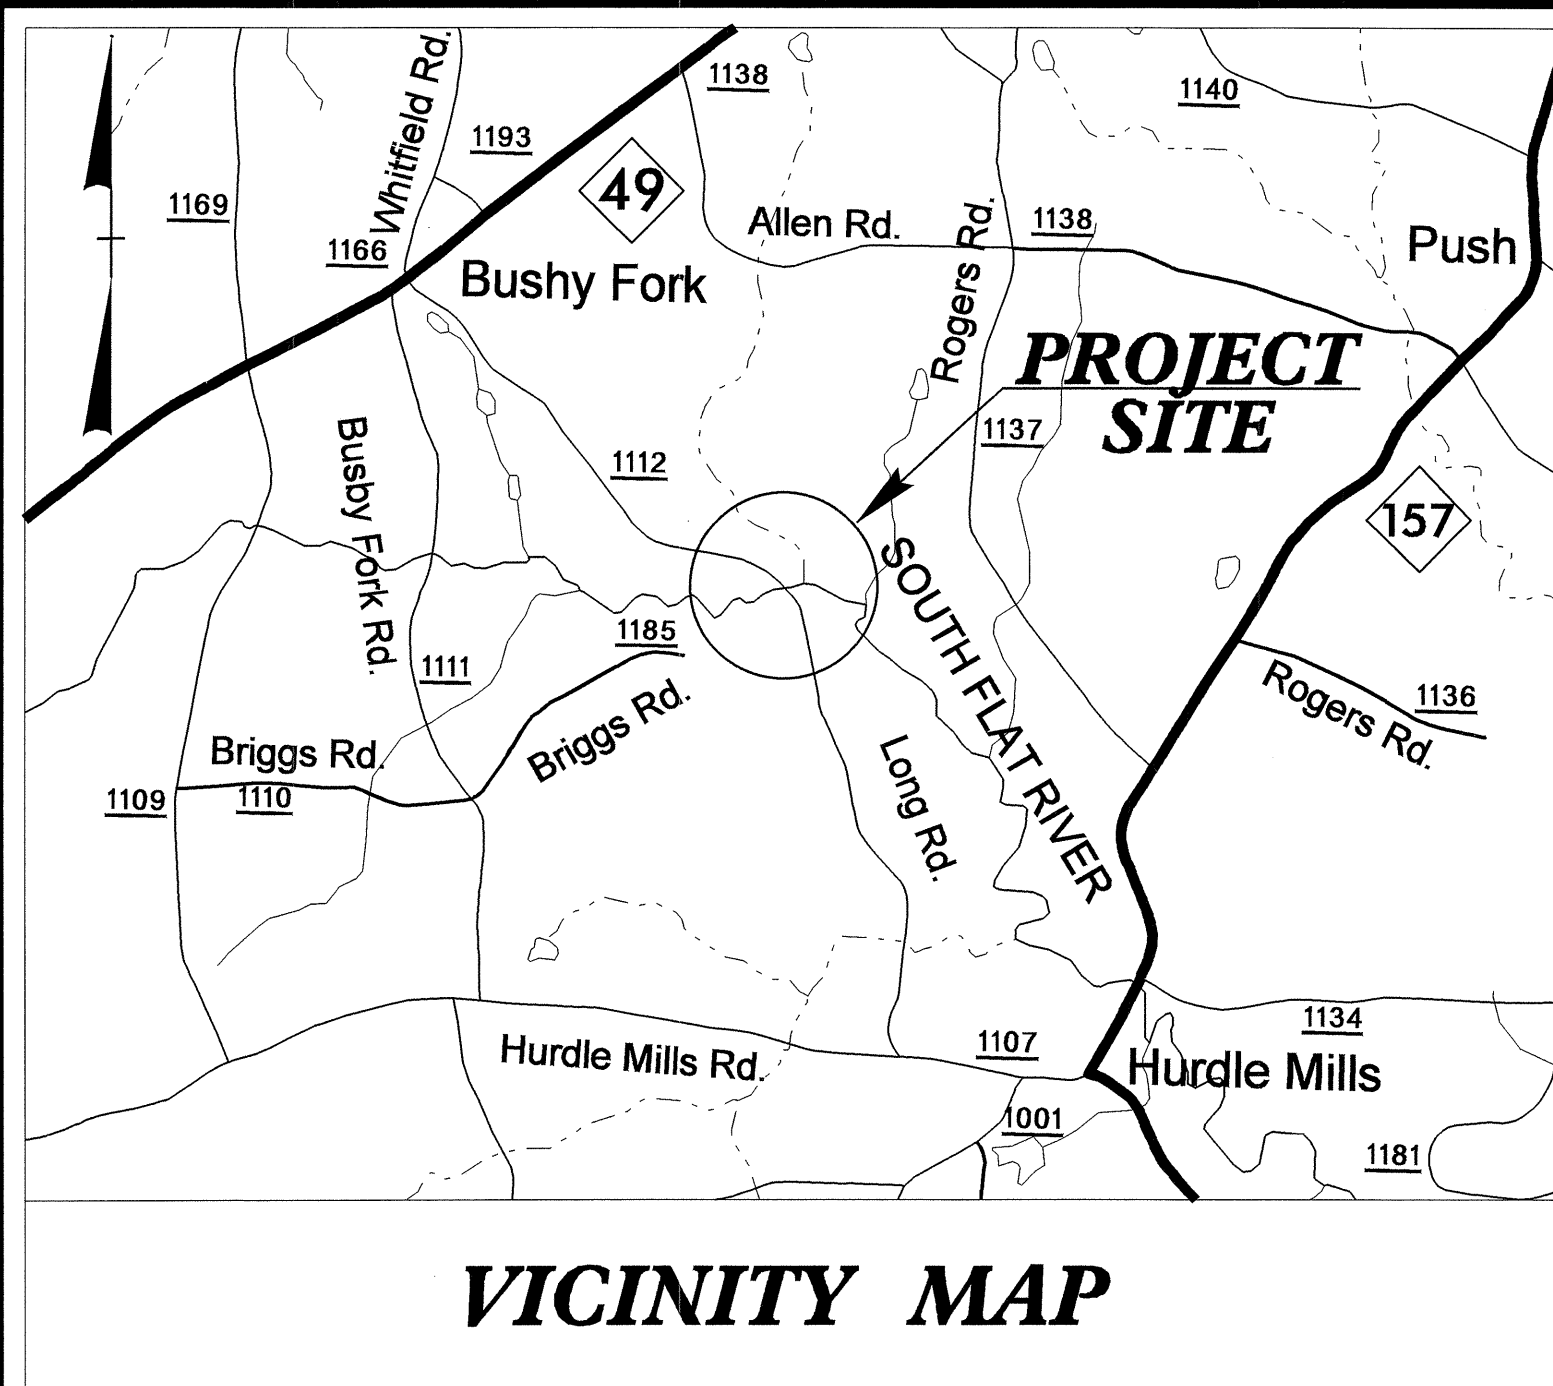 Whitfield Rd.
1138
1140
1193
49
1169
Allen Rd.
Rogers Rd.
1138
1166
Push
Bushy Fork
PROJECT
SITE
1137
Busby Fork Rd.
1112
157
SOUTH FLAT RIVER
1185
1111
Rogers Rd.
1136
Briggs Rd.
Briggs Rd.
1109
1110
Long Rd.
1134
Hurdle Mills Rd.
1107
Hurdle Mills
1001
1181
VICINITY MAP